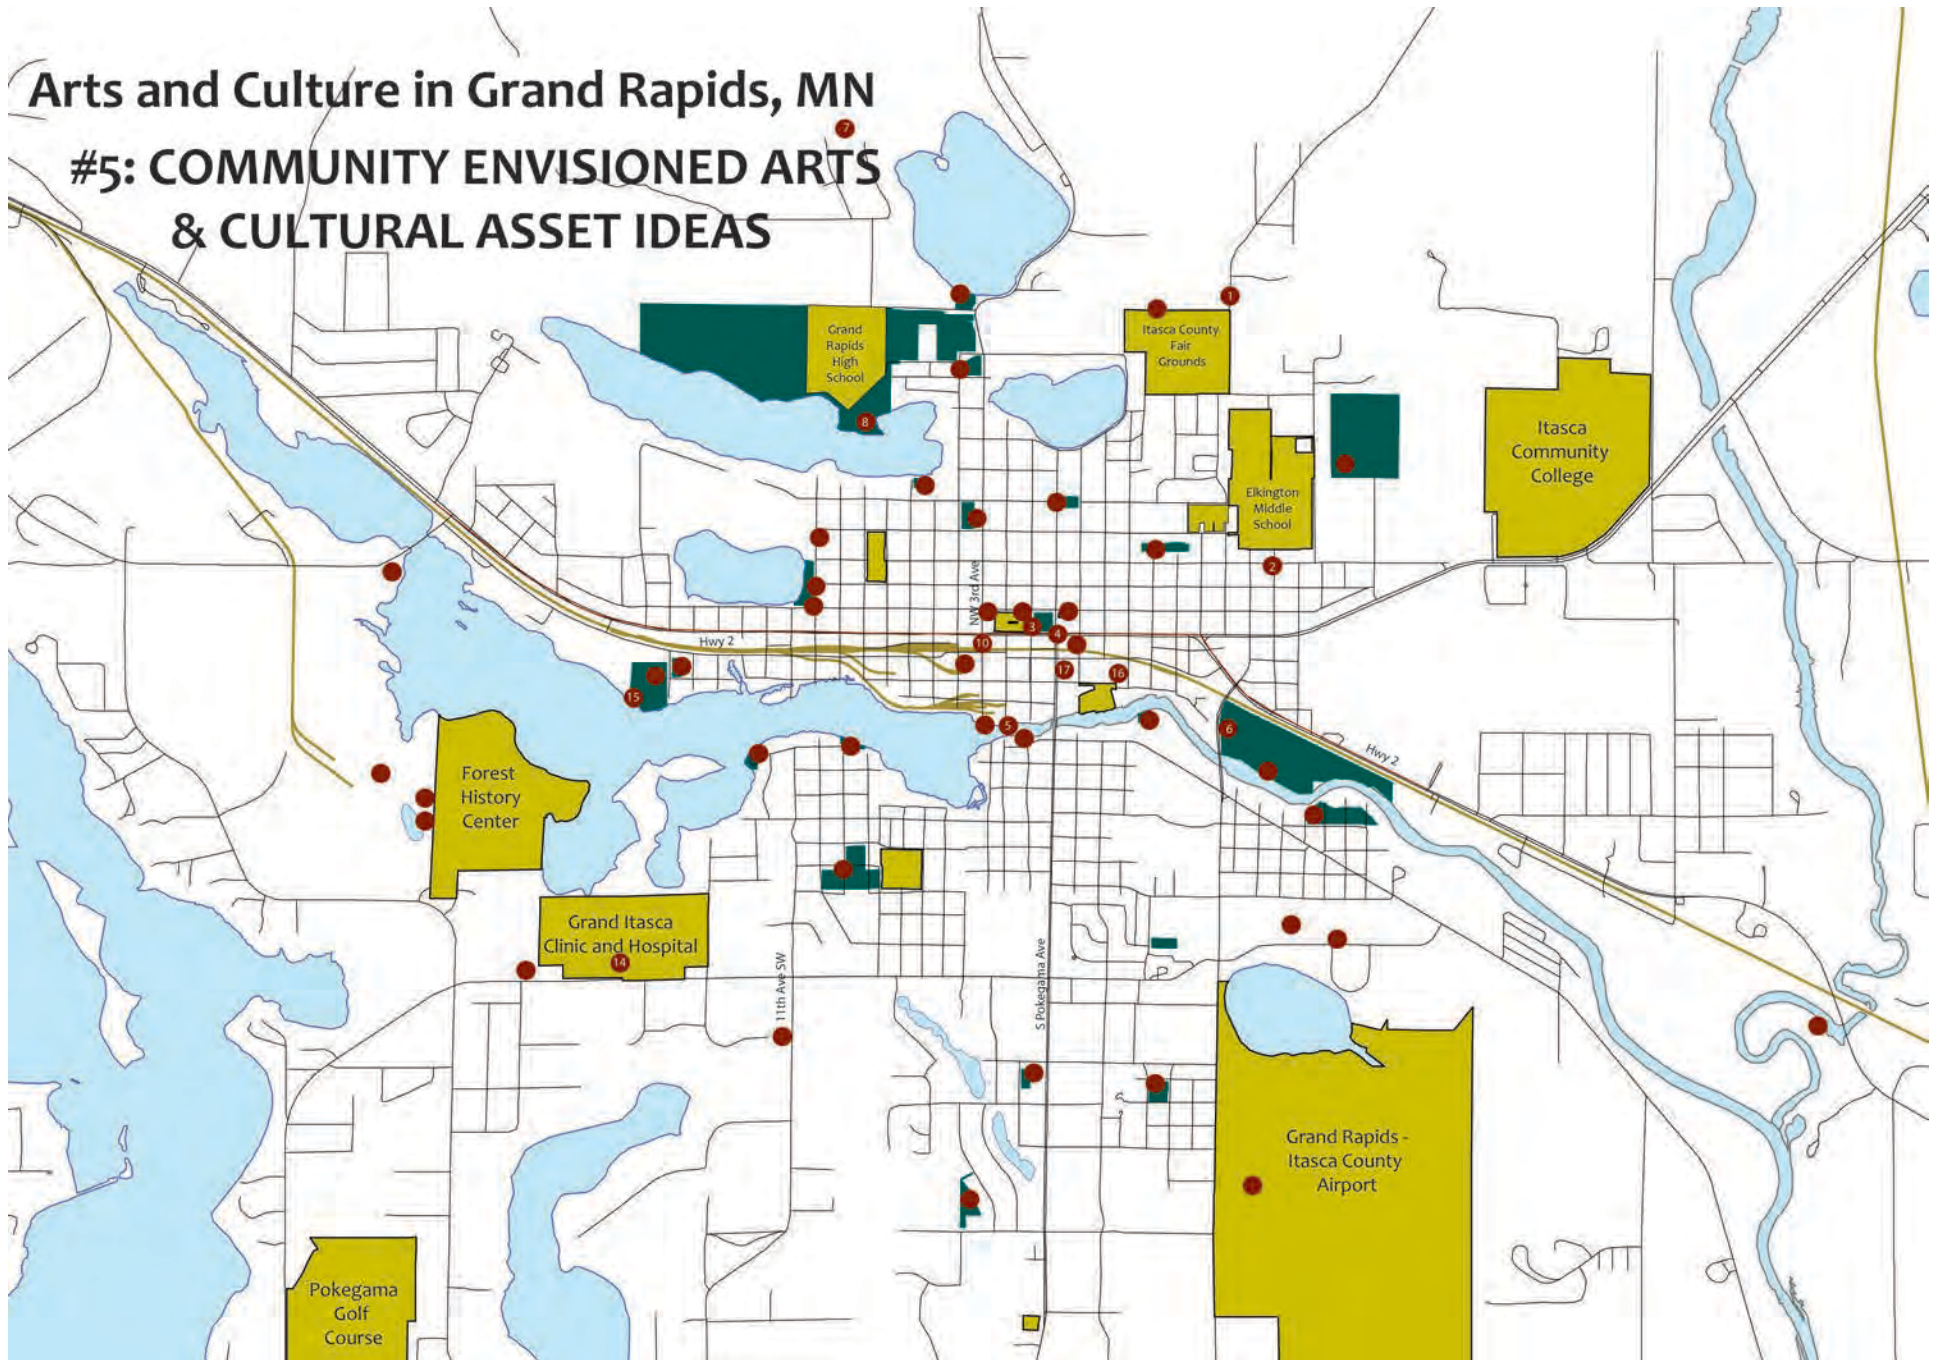 Arts and Culture in Grand Rapids, MN
#5: COMMUNITY ENVISIONED ARTS
& CULTURAL ASSET IDEAS
7
1
Grand
Rapids
High
School
Itasca County
Fair
Grounds
8
Itasca
Community
College
Elkington
Middle
School
2
NW 3rd Ave
3
4
Hwy 2
10
17
16
15
5
6
Hwy 2
Forest
History
Center
Grand Itasca
Clinic and Hospital
14
11th Ave SW
S Pokegama Ave
Grand Rapids -
Itasca County
Airport
Pokegama
Golf
Course